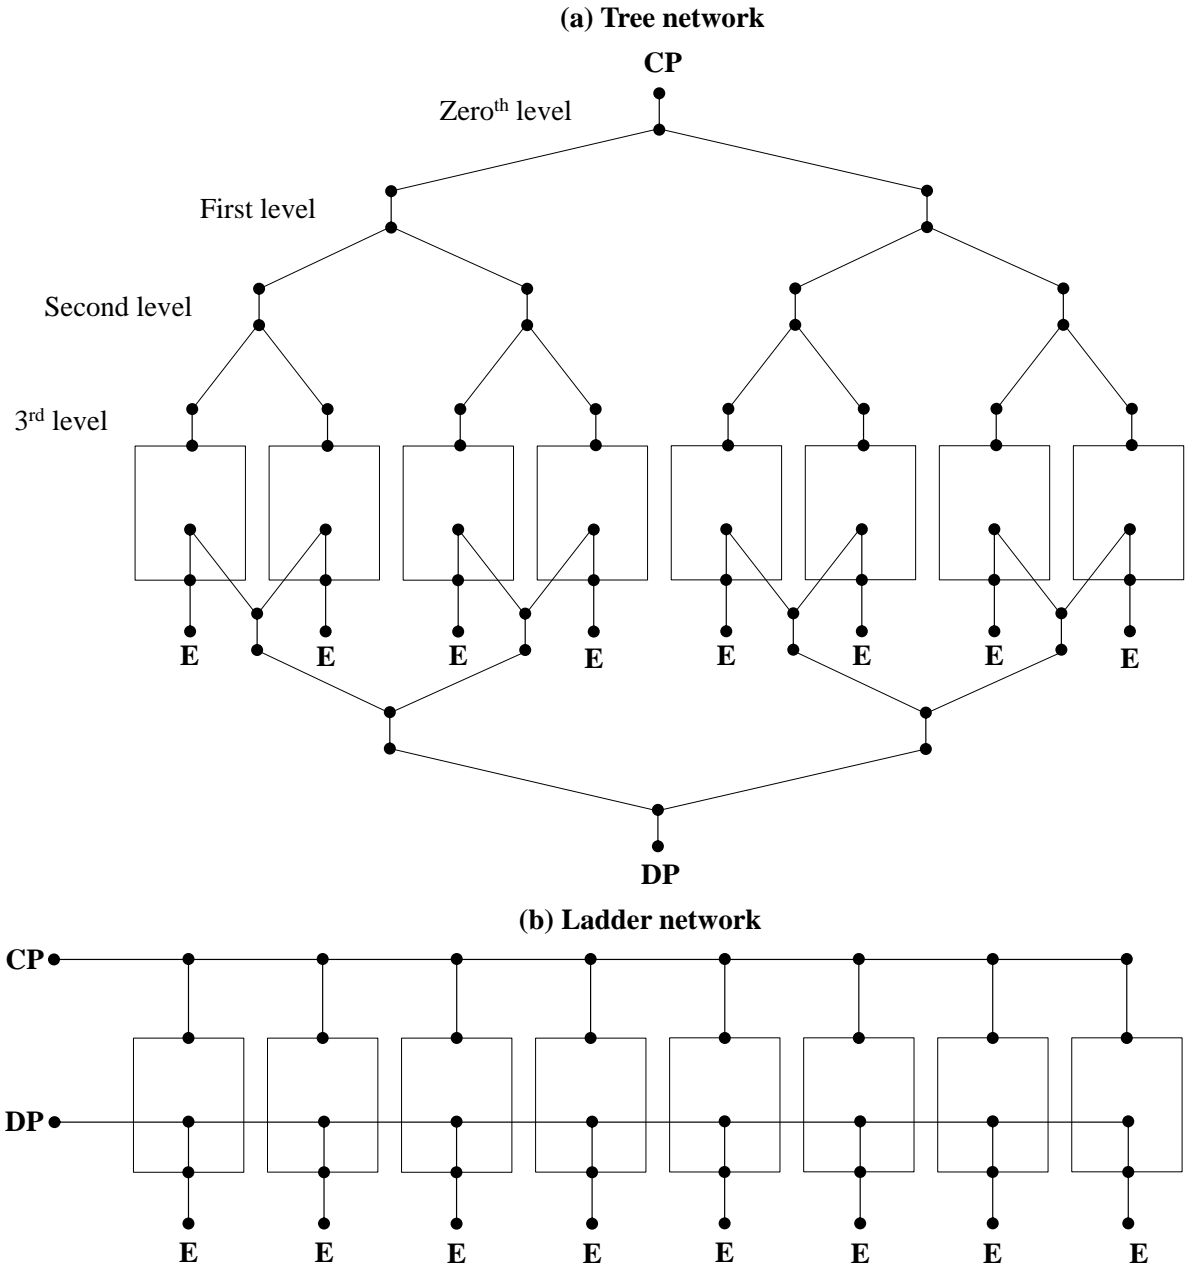 (a) Tree network
CP
Zeroᵗʰ level
First level
Second level
3ʳᵈ level
E E E E E E E E
DP
(b) Ladder network
CP
DP
E E E E E E E E